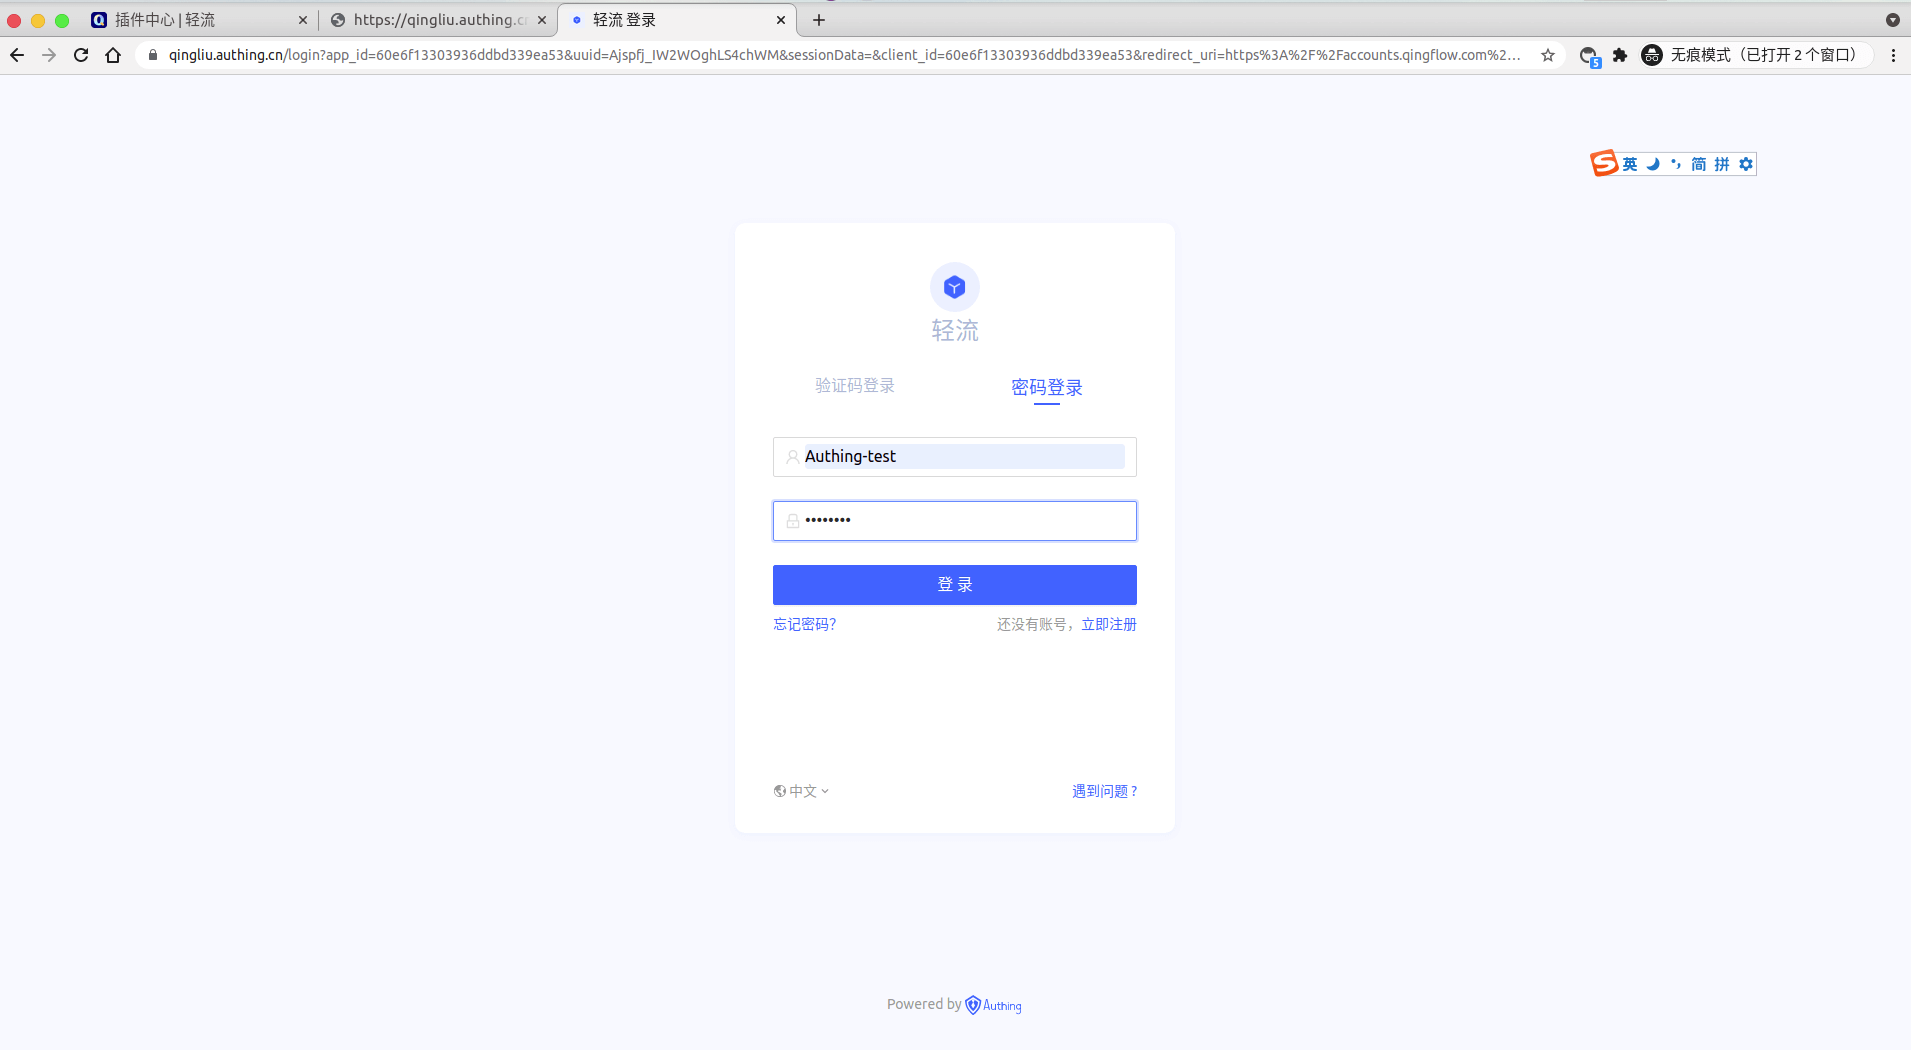 插件中心 | 轻流
https://qingliu.authing.c
轻流 登录
qingliu.authing.cn/login?app_id=60e6f13303936ddbd339ea53&uuid=Ajspfj_IW2WOghLS4chWM&sessionData=&client_id=60e6f13303936ddbd339ea53&redirect_uri=https%3A%2F%2Faccounts.qingflow.com%2...
5
无痕模式（已打开 2 个窗口）
英 简 拼
轻流
验证码登录
密码登录
Authing-test
••••••••
登 录
忘记密码？
还没有账号，立即注册
中文
遇到问题 ?
Powered by Authing